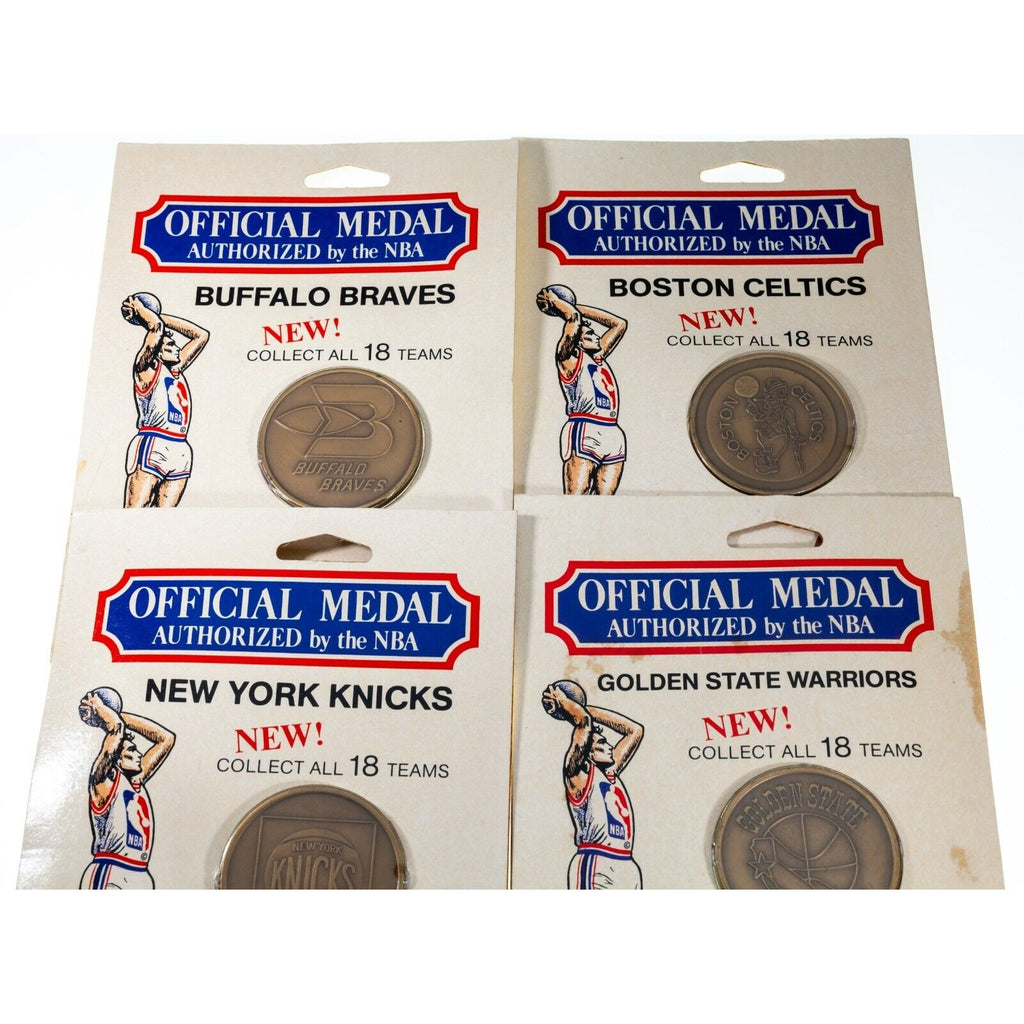 OFFICIAL MEDAL
AUTHORIZED by the NBA
BUFFALO BRAVES
NEW!
COLLECT ALL 18 TEAMS
NBA
©
B
BUFFALO
BRAVES
OFFICIAL MEDAL
AUTHORIZED by the NBA
BOSTON CELTICS
NEW!
COLLECT ALL 18 TEAMS
NBA
©
BOSTON CELTICS
OFFICIAL MEDAL
AUTHORIZED by the NBA
NEW YORK KNICKS
NEW!
COLLECT ALL 18 TEAMS
NBA
©
NEW YORK
KNICKS
OFFICIAL MEDAL
AUTHORIZED by the NBA
GOLDEN STATE WARRIORS
NEW!
COLLECT ALL 18 TEAMS
NBA
©
GOLDEN STATE